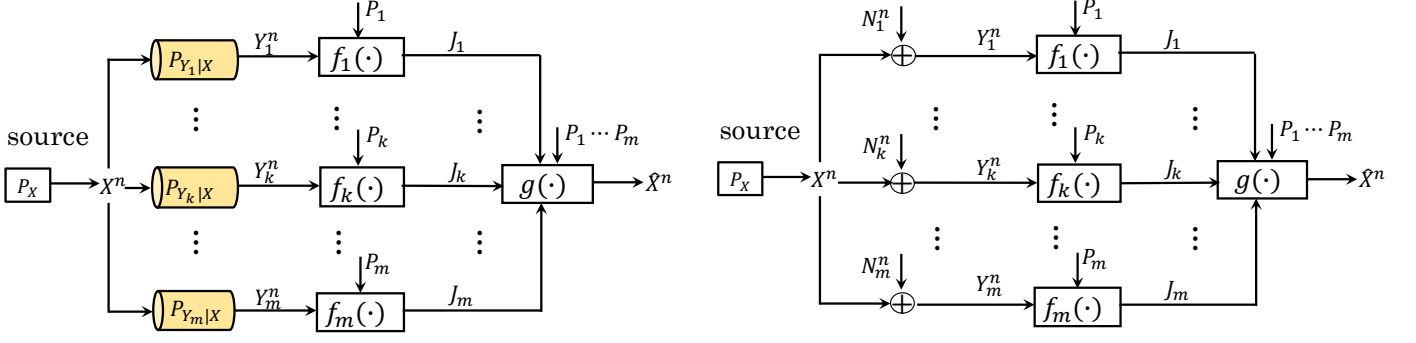 P_1
Y_1^n
P_{Y_1|X}
f_1(·)
J_1
source
P_k
P_1 ⋯ P_m
P_X
X^n
P_{Y_k|X}
Y_k^n
f_k(·)
J_k
g(·)
X̂^n
P_m
P_{Y_m|X}
Y_m^n
f_m(·)
J_m
N_1^n
P_1
Y_1^n
f_1(·)
J_1
source
N_k^n
P_k
P_1 ⋯ P_m
P_X
X^n
Y_k^n
f_k(·)
J_k
g(·)
X̂^n
N_m^n
P_m
Y_m^n
f_m(·)
J_m